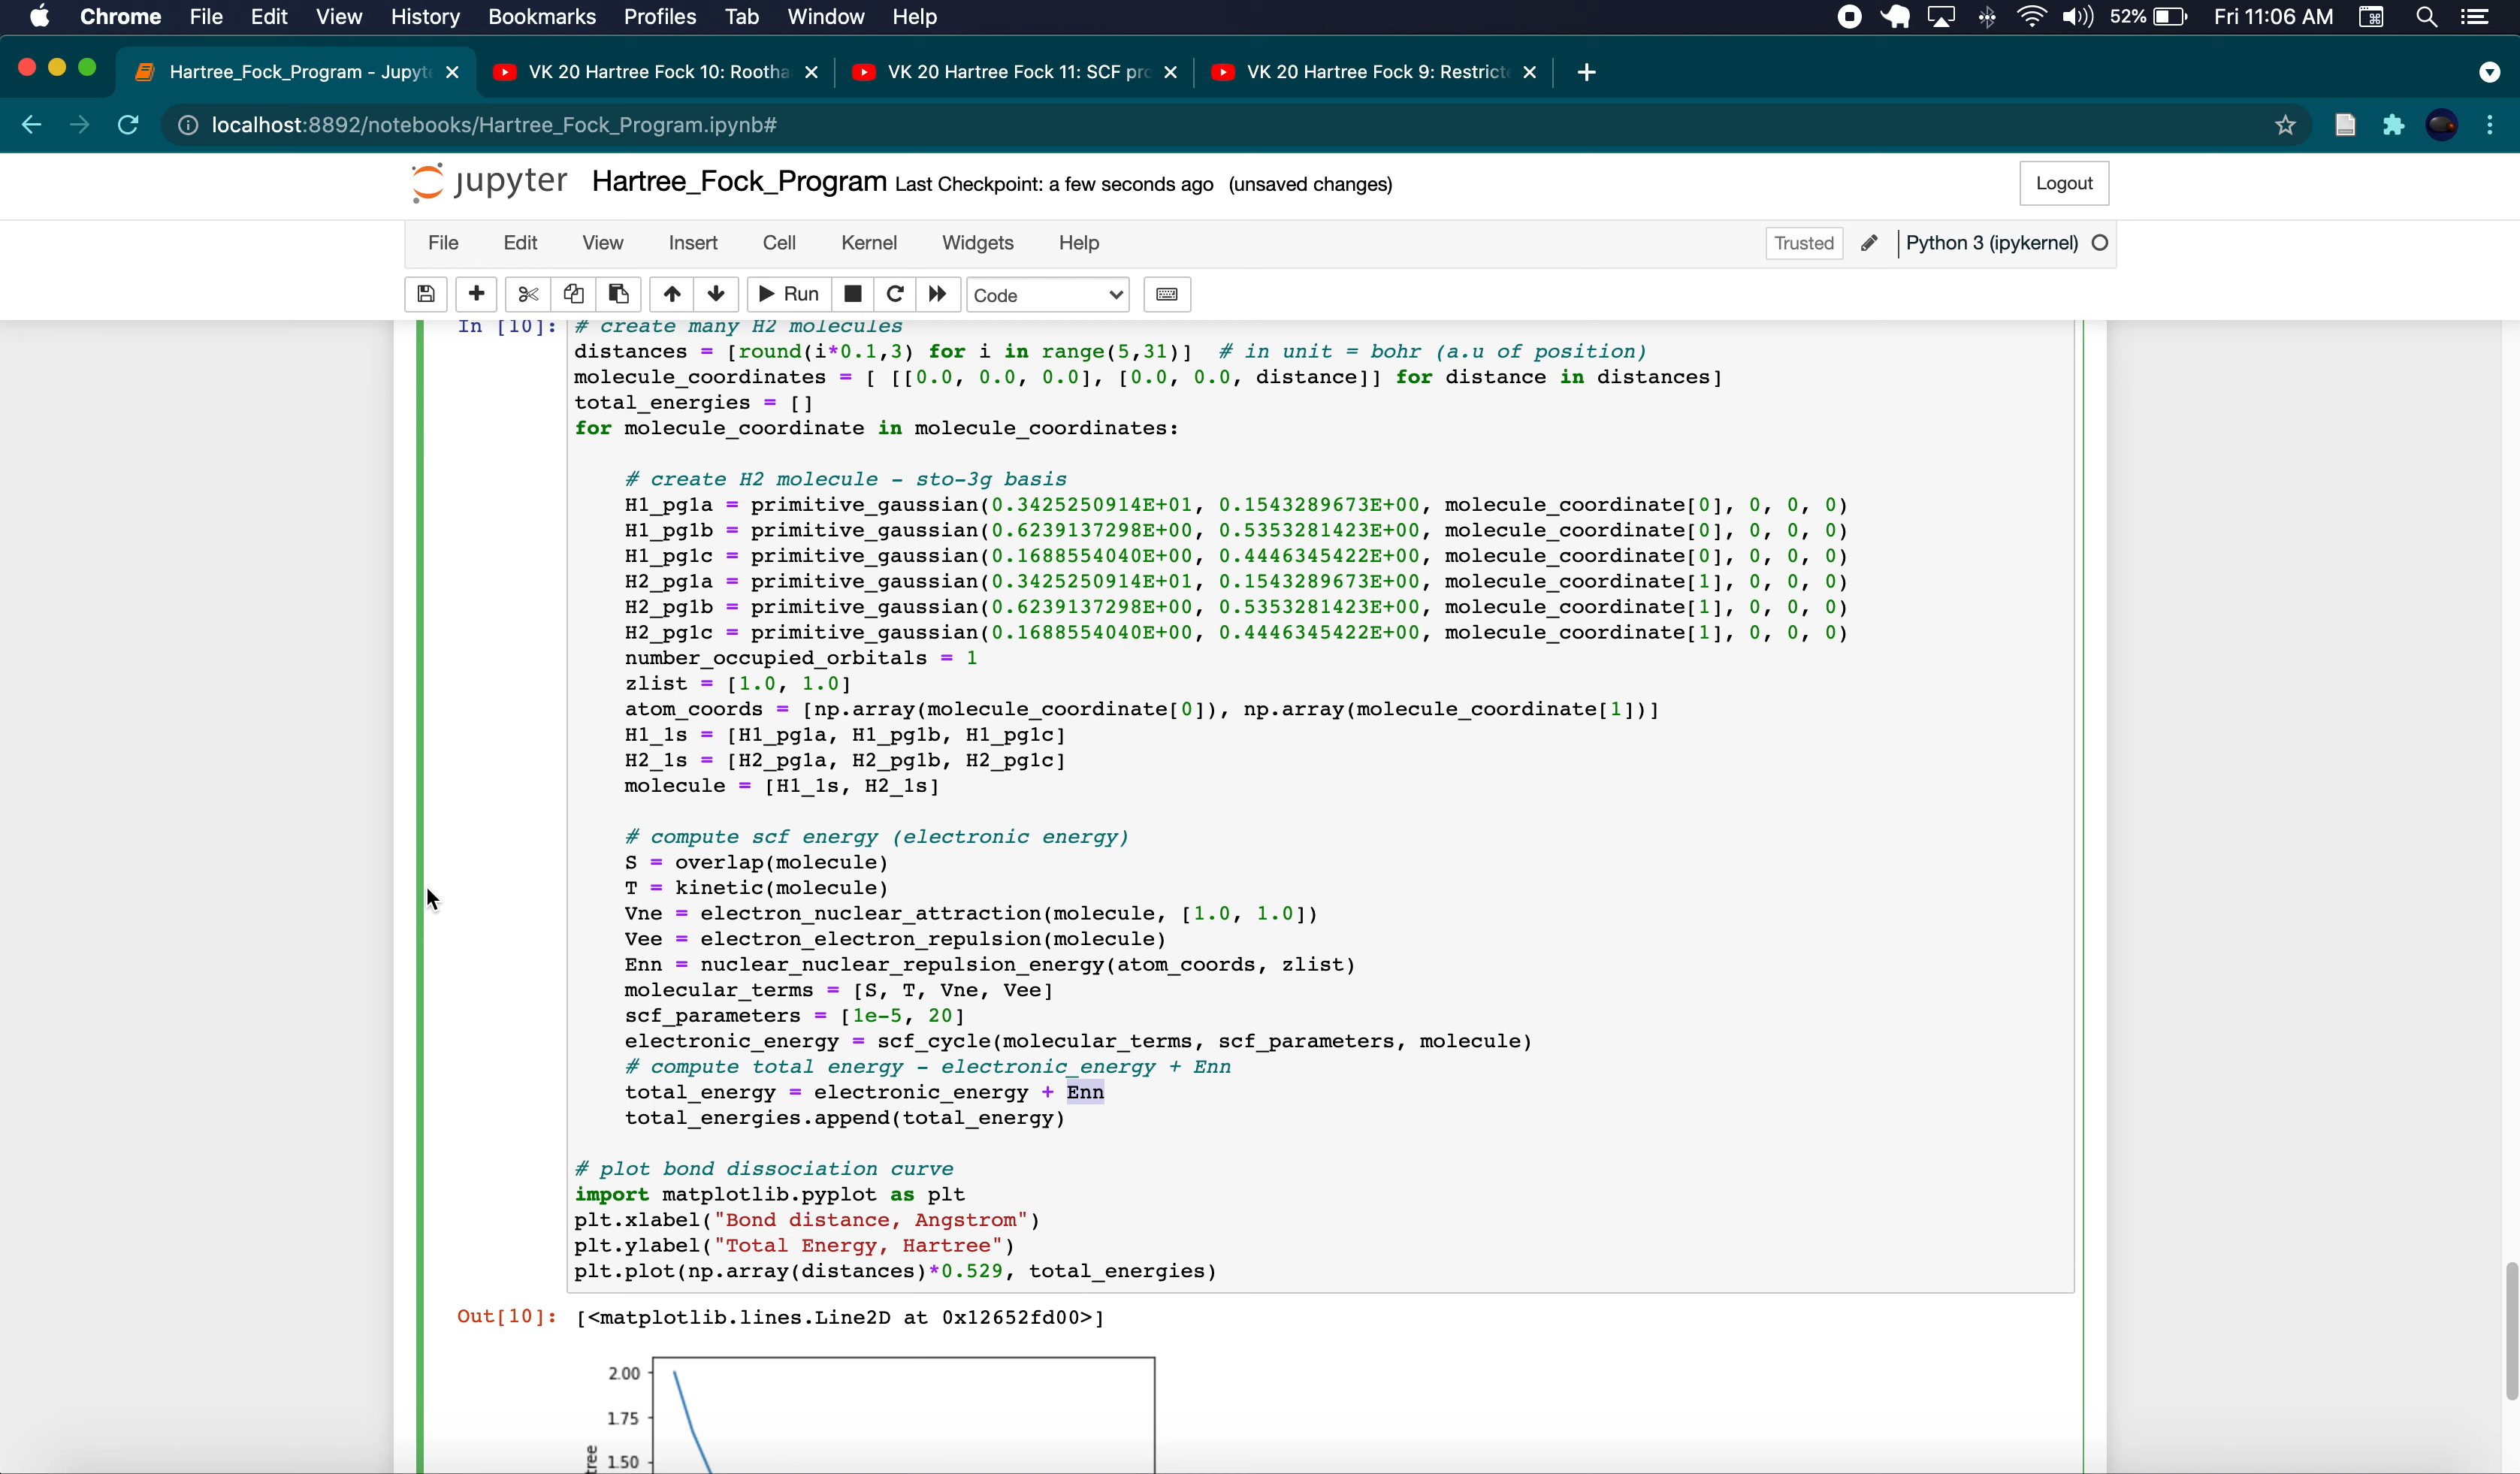 Chrome File Edit View History Bookmarks Profiles Tab Window Help 52% Fri 11:06 AM
Hartree_Fock_Program - Jupyte VK 20 Hartree Fock 10: Rootha VK 20 Hartree Fock 11: SCF pro VK 20 Hartree Fock 9: Restricte
localhost:8892/notebooks/Hartree_Fock_Program.ipynb#
jupyter Hartree_Fock_Program Last Checkpoint: a few seconds ago (unsaved changes) Logout
File Edit View Insert Cell Kernel Widgets Help Trusted Python 3 (ipykernel)
Run Code
In [10]: # create many H2 molecules
distances = [round(i*0.1,3) for i in range(5,31)] # in unit = bohr (a.u of position)
molecule_coordinates = [ [[0.0, 0.0, 0.0], [0.0, 0.0, distance]] for distance in distances]
total_energies = []
for molecule_coordinate in molecule_coordinates:
# create H2 molecule - sto-3g basis
H1_pg1a = primitive_gaussian(0.3425250914E+01, 0.1543289673E+00, molecule_coordinate[0], 0, 0, 0)
H1_pg1b = primitive_gaussian(0.6239137298E+00, 0.5353281423E+00, molecule_coordinate[0], 0, 0, 0)
H1_pg1c = primitive_gaussian(0.1688554040E+00, 0.4446345422E+00, molecule_coordinate[0], 0, 0, 0)
H2_pg1a = primitive_gaussian(0.3425250914E+01, 0.1543289673E+00, molecule_coordinate[1], 0, 0, 0)
H2_pg1b = primitive_gaussian(0.6239137298E+00, 0.5353281423E+00, molecule_coordinate[1], 0, 0, 0)
H2_pg1c = primitive_gaussian(0.1688554040E+00, 0.4446345422E+00, molecule_coordinate[1], 0, 0, 0)
number_occupied_orbitals = 1
zlist = [1.0, 1.0]
atom_coords = [np.array(molecule_coordinate[0]), np.array(molecule_coordinate[1])]
H1_1s = [H1_pg1a, H1_pg1b, H1_pg1c]
H2_1s = [H2_pg1a, H2_pg1b, H2_pg1c]
molecule = [H1_1s, H2_1s]
# compute scf energy (electronic energy)
S = overlap(molecule)
T = kinetic(molecule)
Vne = electron_nuclear_attraction(molecule, [1.0, 1.0])
Vee = electron_electron_repulsion(molecule)
Enn = nuclear_nuclear_repulsion_energy(atom_coords, zlist)
molecular_terms = [S, T, Vne, Vee]
scf_parameters = [1e-5, 20]
electronic_energy = scf_cycle(molecular_terms, scf_parameters, molecule)
# compute total energy - electronic_energy + Enn
total_energy = electronic_energy + Enn
total_energies.append(total_energy)
# plot bond dissociation curve
import matplotlib.pyplot as plt
plt.xlabel("Bond distance, Angstrom")
plt.ylabel("Total Energy, Hartree")
plt.plot(np.array(distances)*0.529, total_energies)
Out[10]: [<matplotlib.lines.Line2D at 0x12652fd00>]
2.00
1.75
1.50
tree